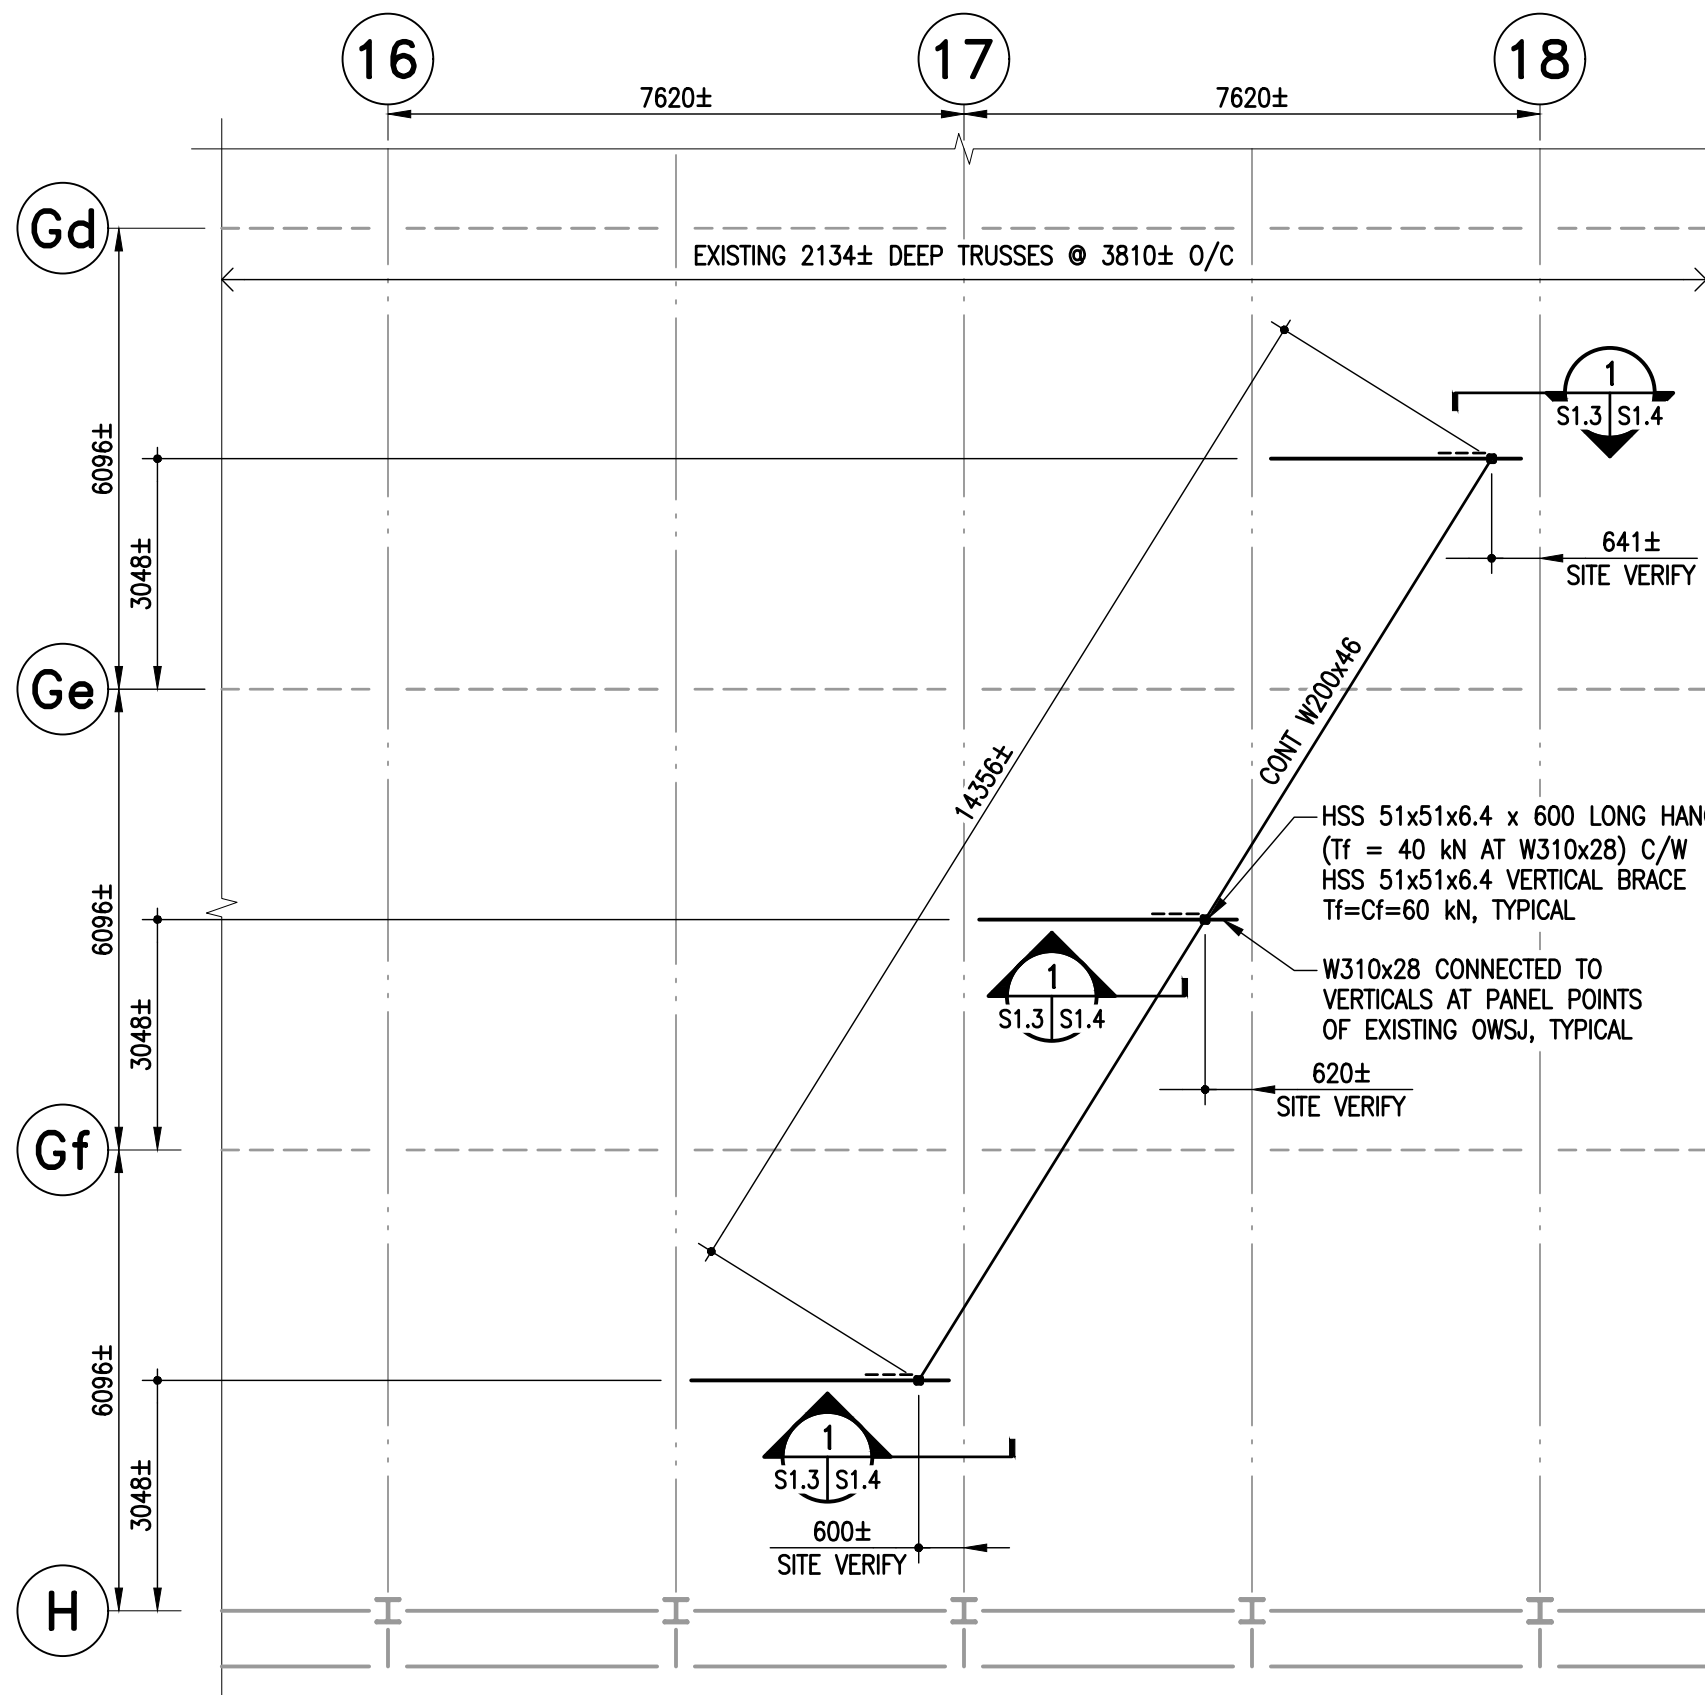 16
17
18
7620±
7620±
Gd
EXISTING 2134± DEEP TRUSSES @ 3810± O/C
1
S1.3 S1.4
6096±
3048±
641±
SITE VERIFY
Ge
CONT W200x46
14356±
HSS 51x51x6.4 x 600 LONG
(Tf = 40 kN AT W310x28) C/W
HSS 51x51x6.4 VERTICAL BRACE
Tf=Cf=60 kN, TYPICAL
6096±
W310x28 CONNECTED TO
VERTICALS AT PANEL POINTS
OF EXISTING OWSJ, TYPICAL
1
S1.3 S1.4
3048±
620±
SITE VERIFY
Gf
6096±
1
S1.3 S1.4
3048±
600±
SITE VERIFY
H